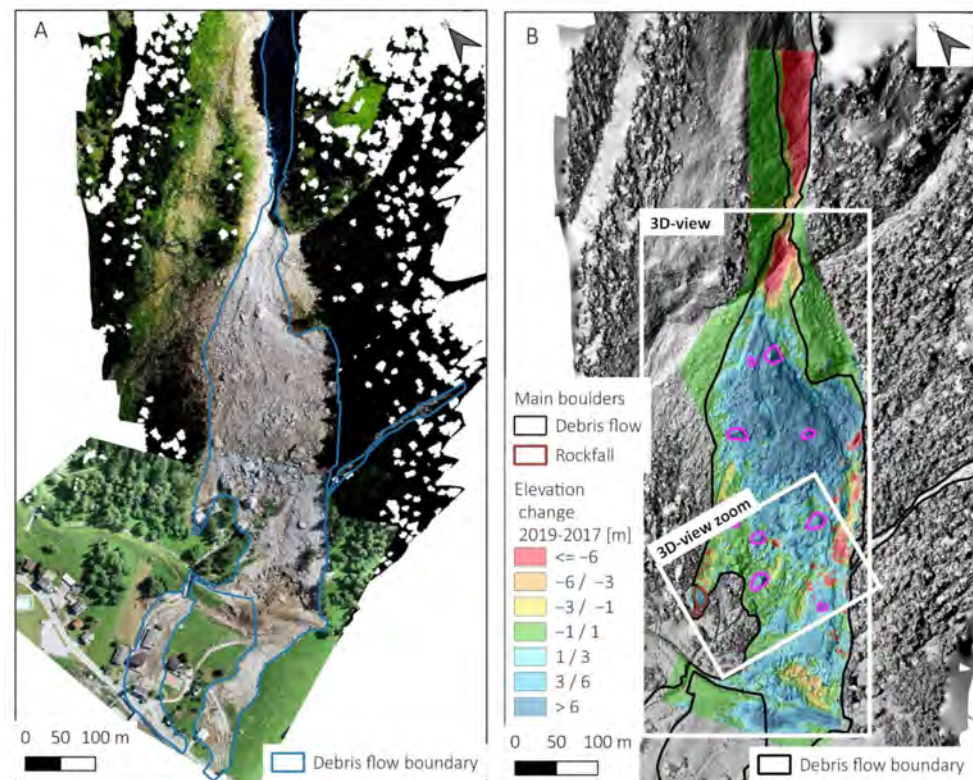 A
0 50 100 m
Debris flow boundary
B
3D-view
3D-view zoom
Main boulders
Debris flow
Rockfall
Elevation
change
2019-2017 [m]
<= −6
−6 / −3
−3 / −1
−1 / 1
1 / 3
3 / 6
> 6
0 50 100 m
Debris flow boundary